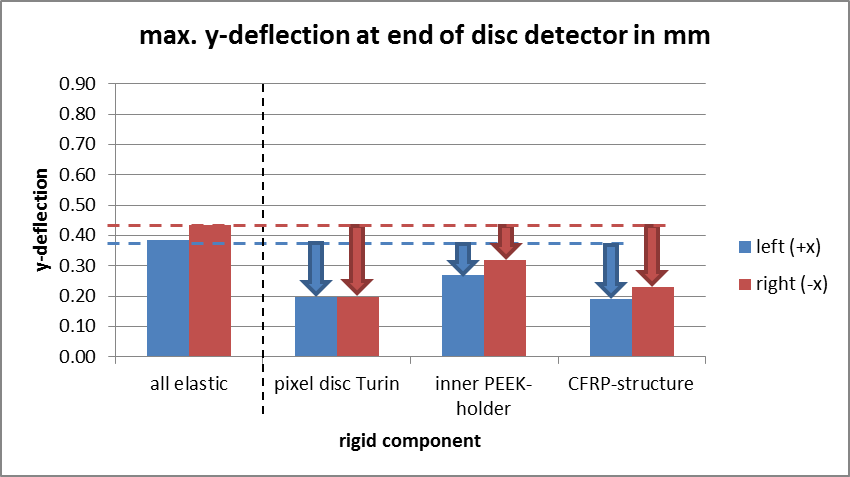 max. y-deflection at end of disc detector in mm
0.90
0.80
0.70
0.60
0.50
0.40
0.30
0.20
0.10
0.00
y-deflection
all elastic
pixel disc Turin
inner PEEK-
holder
CFRP-structure
rigid component
left (+x)
right (-x)